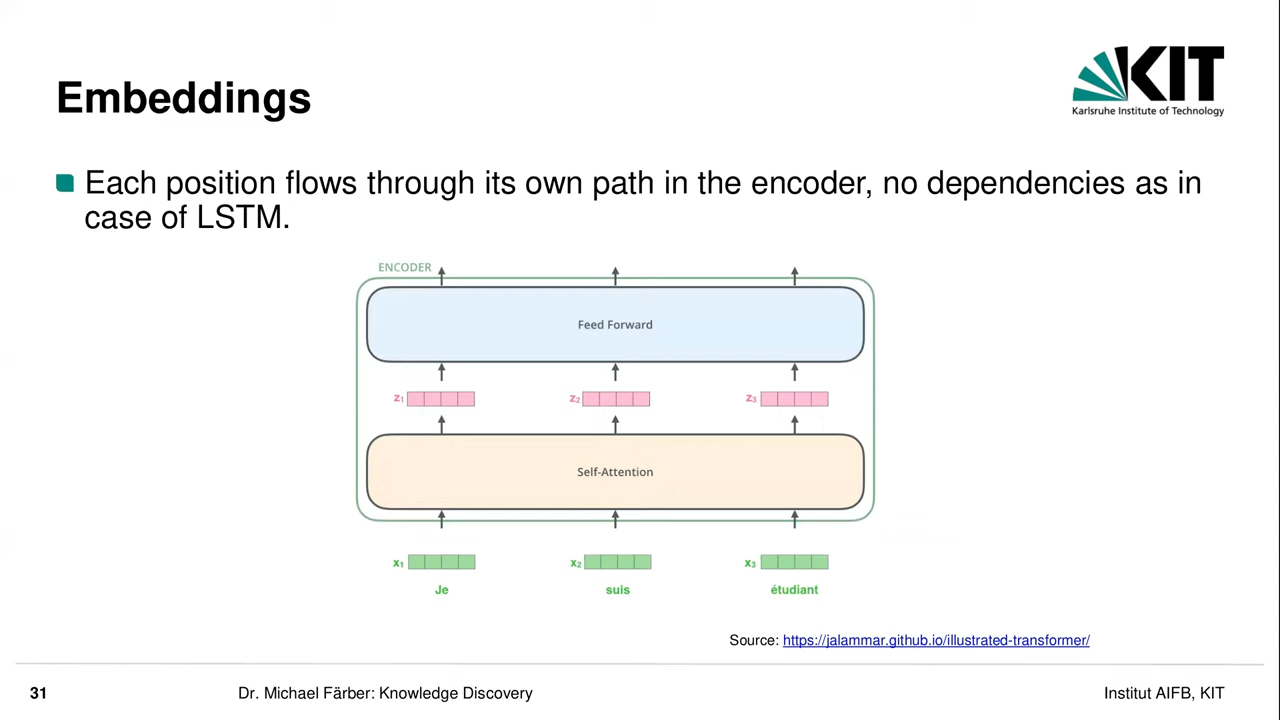 KIT
Karlsruhe Institute of Technology
Embeddings
Each position flows through its own path in the encoder, no dependencies as in
case of LSTM.
ENCODER
Feed Forward
z1 z2 z3
Self-Attention
x1 x2 x3
Je suis étudiant
Source: https://jalammar.github.io/illustrated-transformer/
31 Dr. Michael Färber: Knowledge Discovery Institut AIFB, KIT